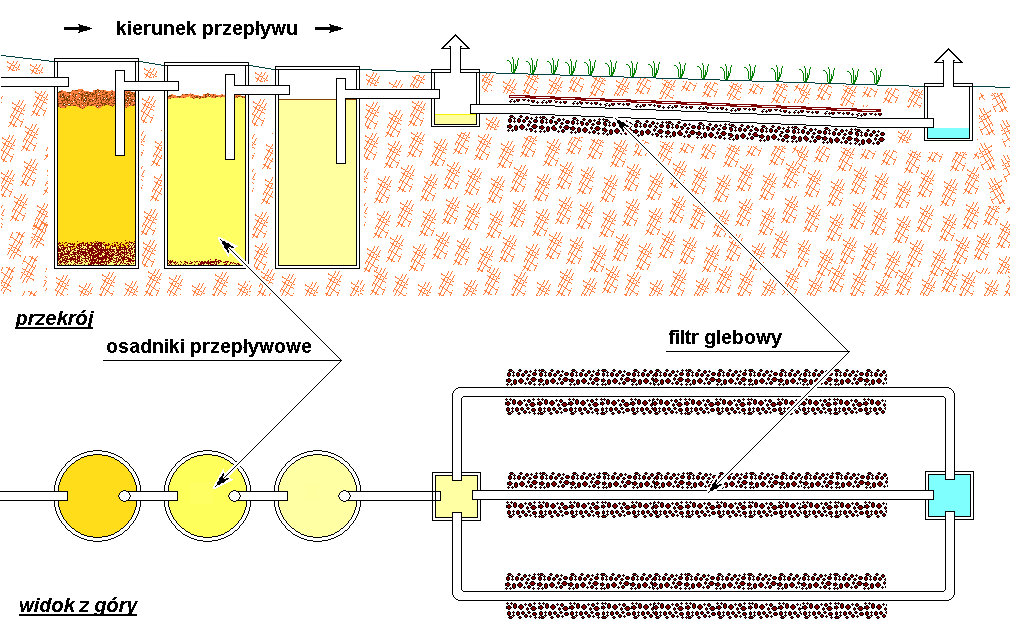 kierunek przepływu
przekrój
osadniki przepływowe
filtr glebowy
widok z góry